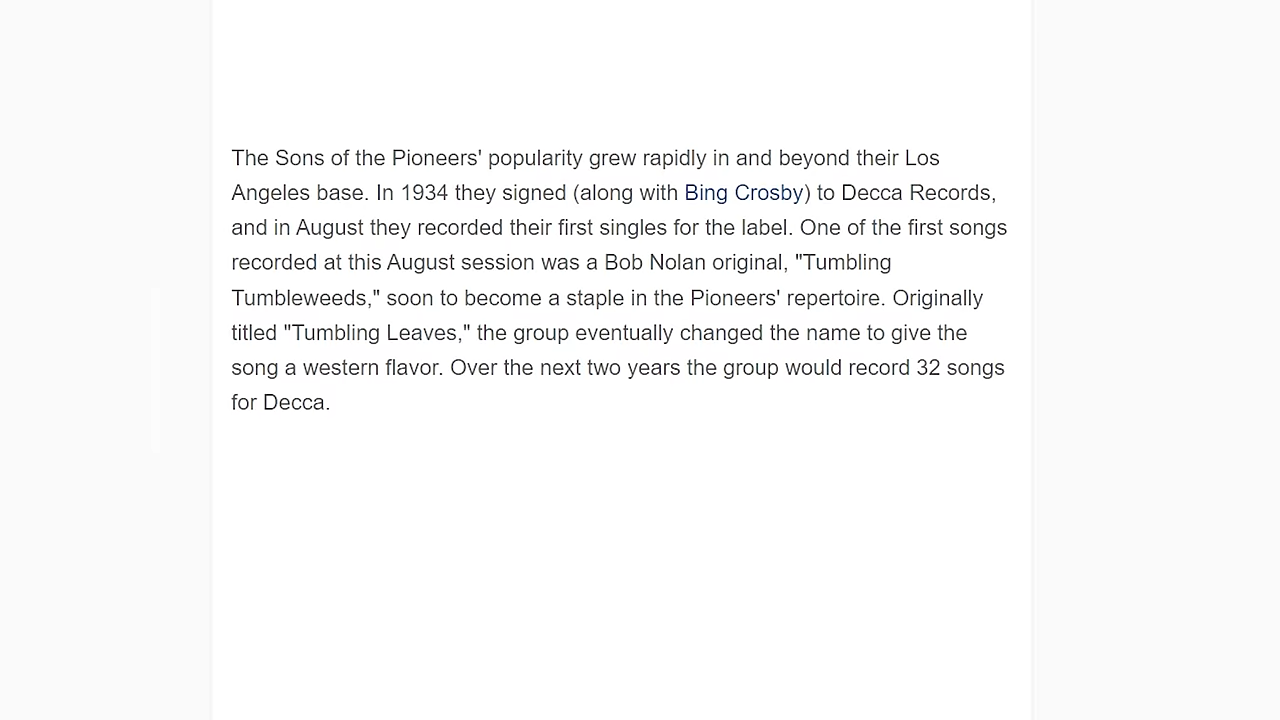 The Sons of the Pioneers' popularity grew rapidly in and beyond their Los
Angeles base. In 1934 they signed (along with Bing Crosby) to Decca Records,
and in August they recorded their first singles for the label. One of the first songs
recorded at this August session was a Bob Nolan original, "Tumbling
Tumbleweeds," soon to become a staple in the Pioneers' repertoire. Originally
titled "Tumbling Leaves," the group eventually changed the name to give the
song a western flavor. Over the next two years the group would record 32 songs
for Decca.